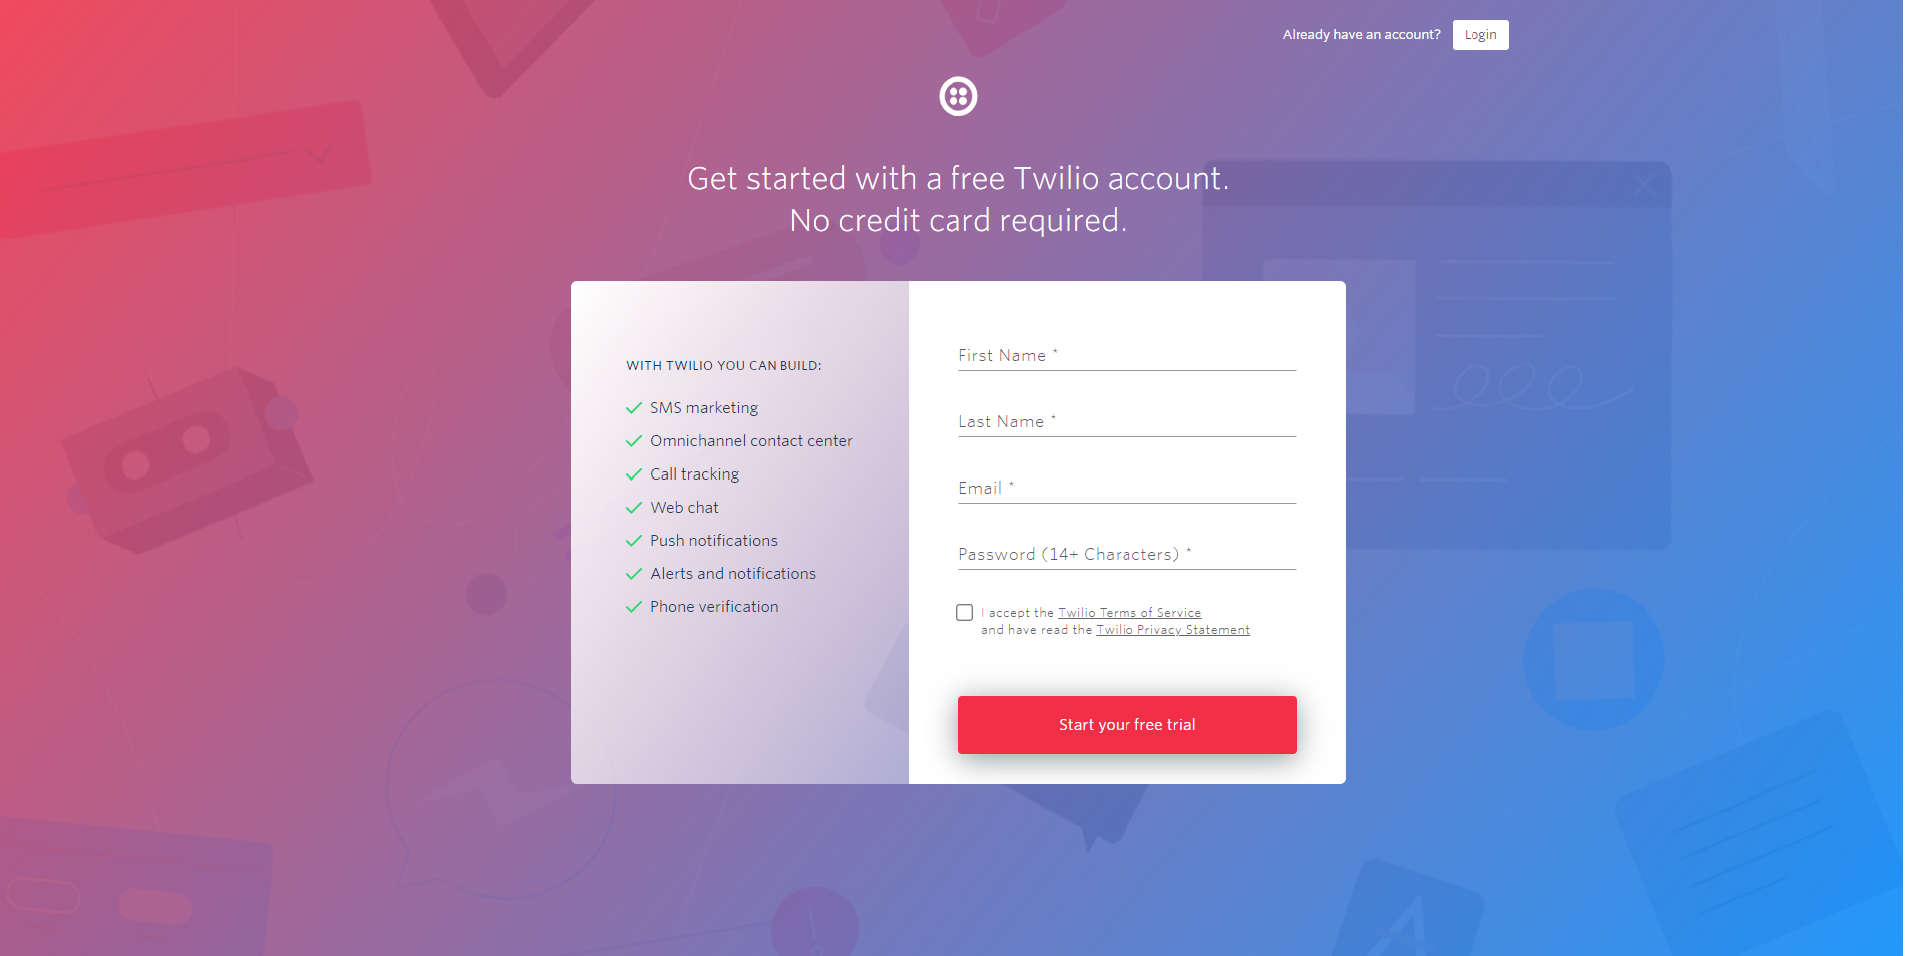 Already have an account?
Login
Get started with a free Twilio account.
No credit card required.
WITH TWILIO YOU CAN BUILD:
SMS marketing
Omnichannel contact center
Call tracking
Web chat
Push notifications
Alerts and notifications
Phone verification
First Name *
Last Name *
Email *
Password (14+ Characters) *
I accept the Twilio Terms of Service
and have read the Twilio Privacy Statement
Start your free trial